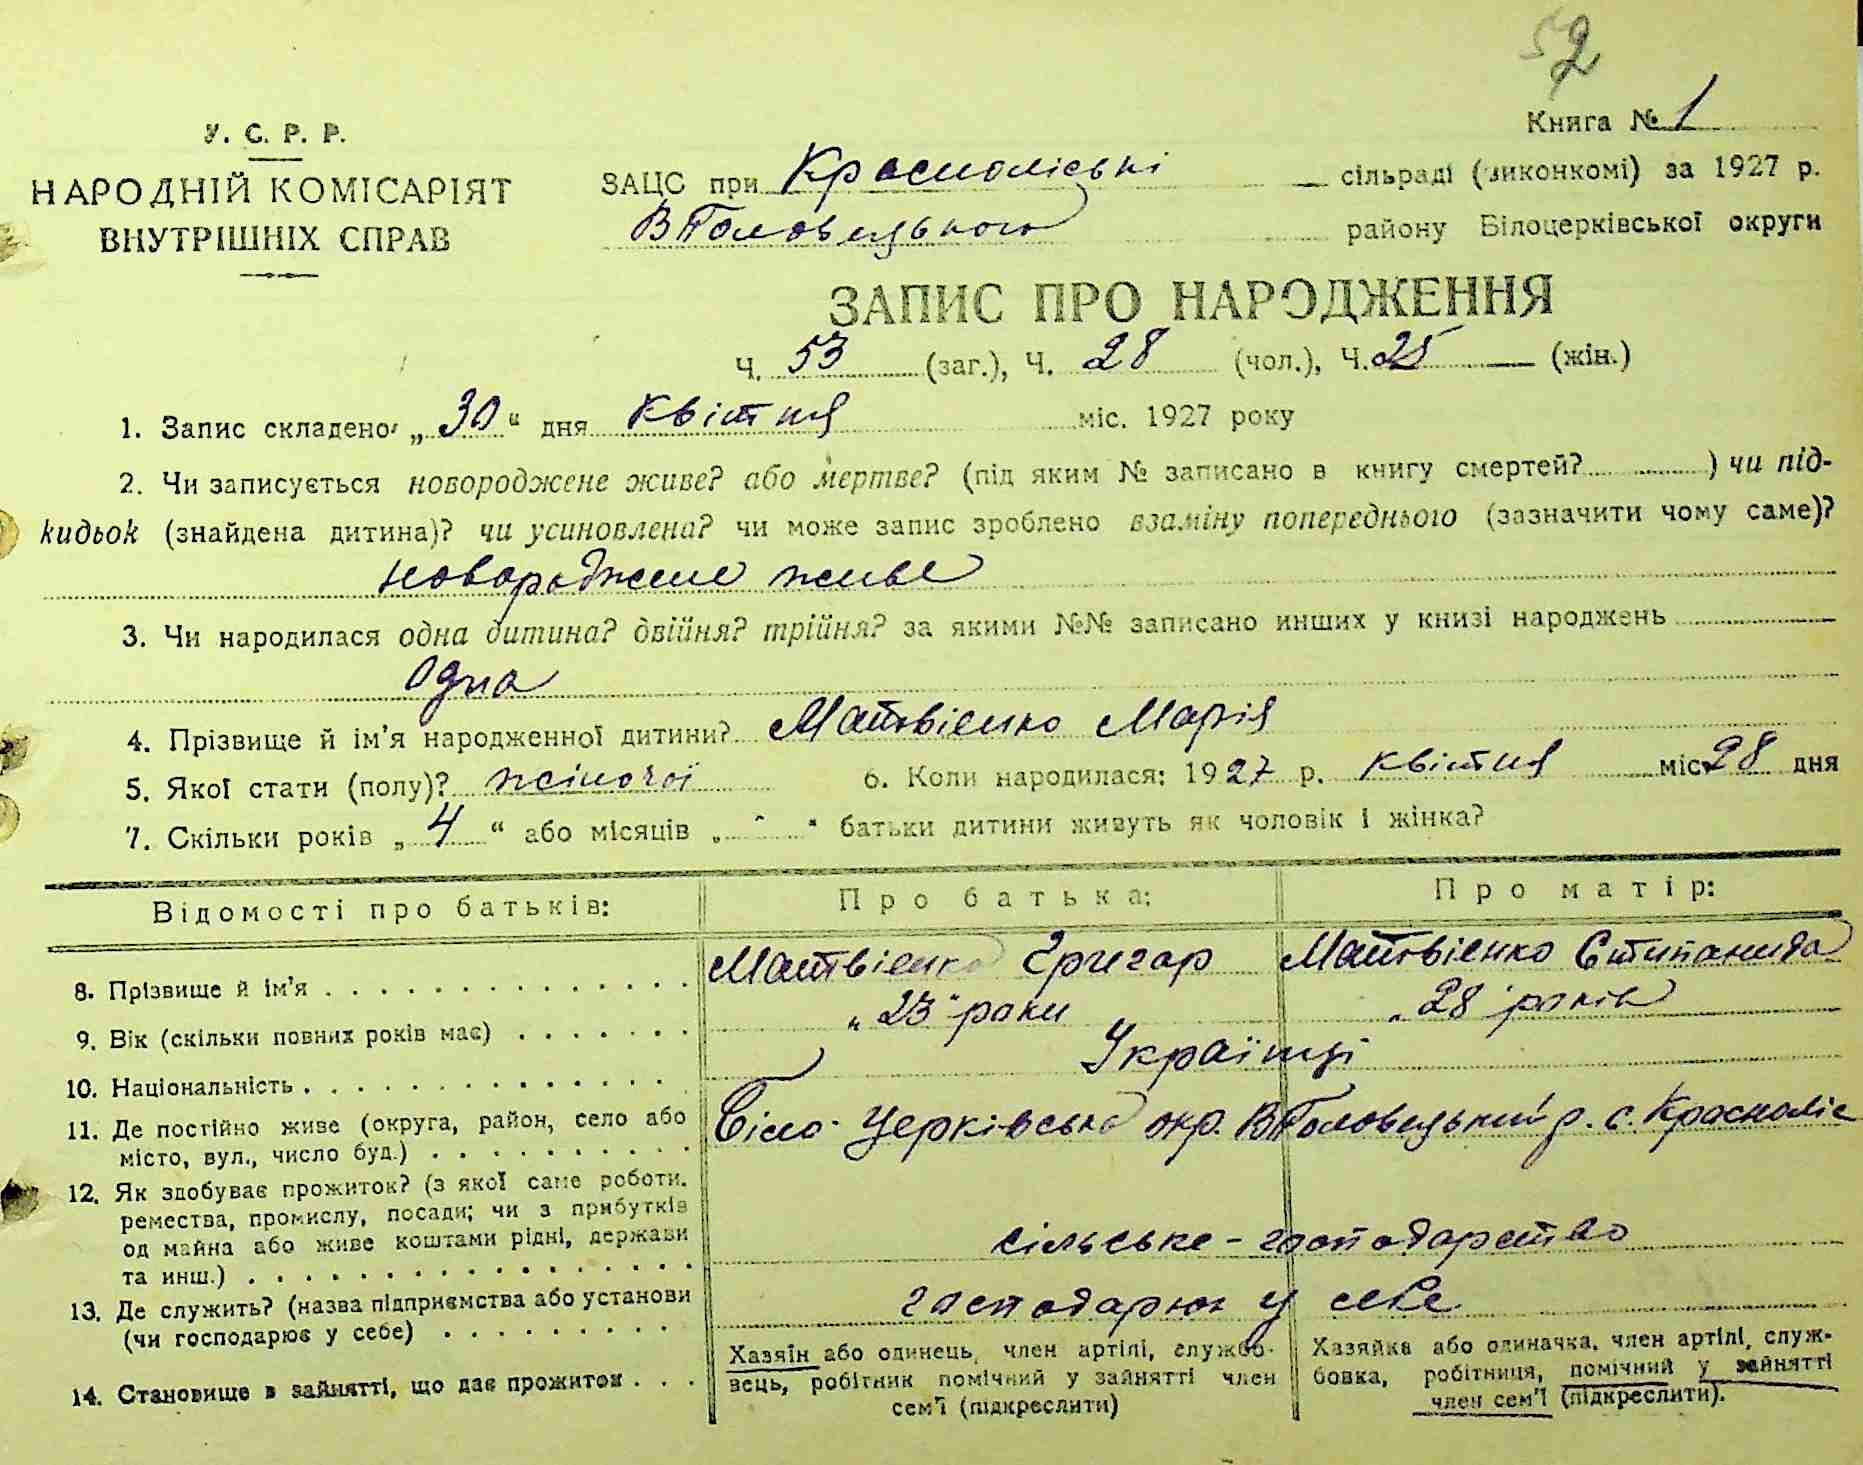 52
У. С. Р. Р.
НАРОДНІЙ КОМІСАРІЯТ
ВНУТРІШНІХ СПРАВ
Книга № 1
ЗАЦС при Красноліські сільраді (виконкомі) за 1927 р.
ВПоловецького району Білоцерківської округи
ЗАПИС ПРО НАРОДЖЕННЯ
Ч. 53 (заг.), Ч. 28 (чол.), Ч. 25 (жін.)
1. Запис складено „30“ дня квітня міс. 1927 року
2. Чи записується новороджене живе? або мертве? (під яким № записано в книгу смертей? ) чи під-
кидьок (знайдена дитина)? чи усиновлена? чи може запис зроблено взаміну попереднього (зазначити чому саме)?
новороджене живе
3. Чи народилася одна дитина? двійня? трійня? за якими №№ записано инших у книзі народжень
Одна
4. Прізвище й ім'я народженної дитини? Матвієнко Марія
5. Якої стати (полу)? жіночої 6. Коли народилася: 1927 р. квітня міс. 28 дня
7. Скільки років „4“ або місяців „-“ батьки дитини живуть як чоловік і жінка?
Відомості про батьків: Про батька: Про матір:
8. Прізвище й ім'я Матвієнко Григор Матвієнко Стипанида
9. Вік (скільки повних років має) „23“ роки „28“ років
10. Національність Українці
11. Де постійно живе (округа, район, село або
місто, вул., число буд.) Біло-Церківська окр. ВПоловецький р. с. Красноліс
12. Як здобуває прожиток? (з якої саме роботи,
ремества, промислу, посади; чи з прибутків
од майна або живе коштами рідні, держави
та инш.) сільське-господарство
13. Де служить? (назва підприємства або установи
(чи господарює у себе) господарює у себе
14. Становище в зайнятті, що дає прожиток
Хазяїн або одинець, член артілі, службо-
вець, робітник помічний у зайнятті член
сем'ї (підкреслити)
Хазяйка або одиначка, член артілі, служ-
бовка, робітниця, помічний у зайнятті
член сем'ї (підкреслити).